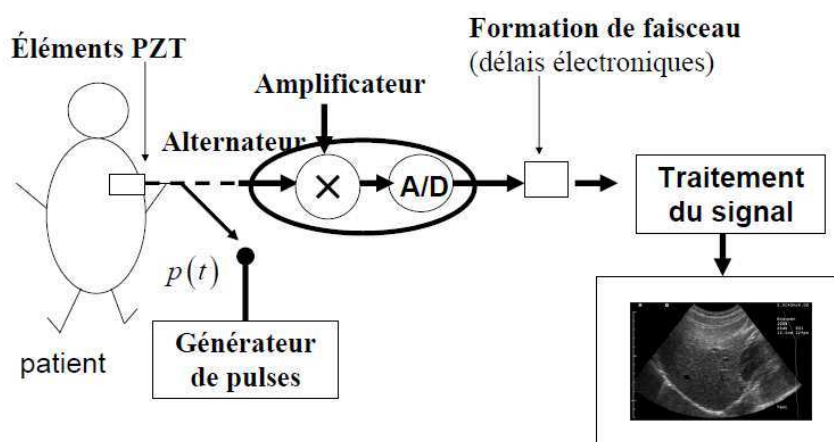 Éléments PZT
Formation de faisceau
(délais électroniques)
Amplificateur
Alternateur
×
A/D
Traitement
du signal
p(t)
Générateur
de pulses
patient